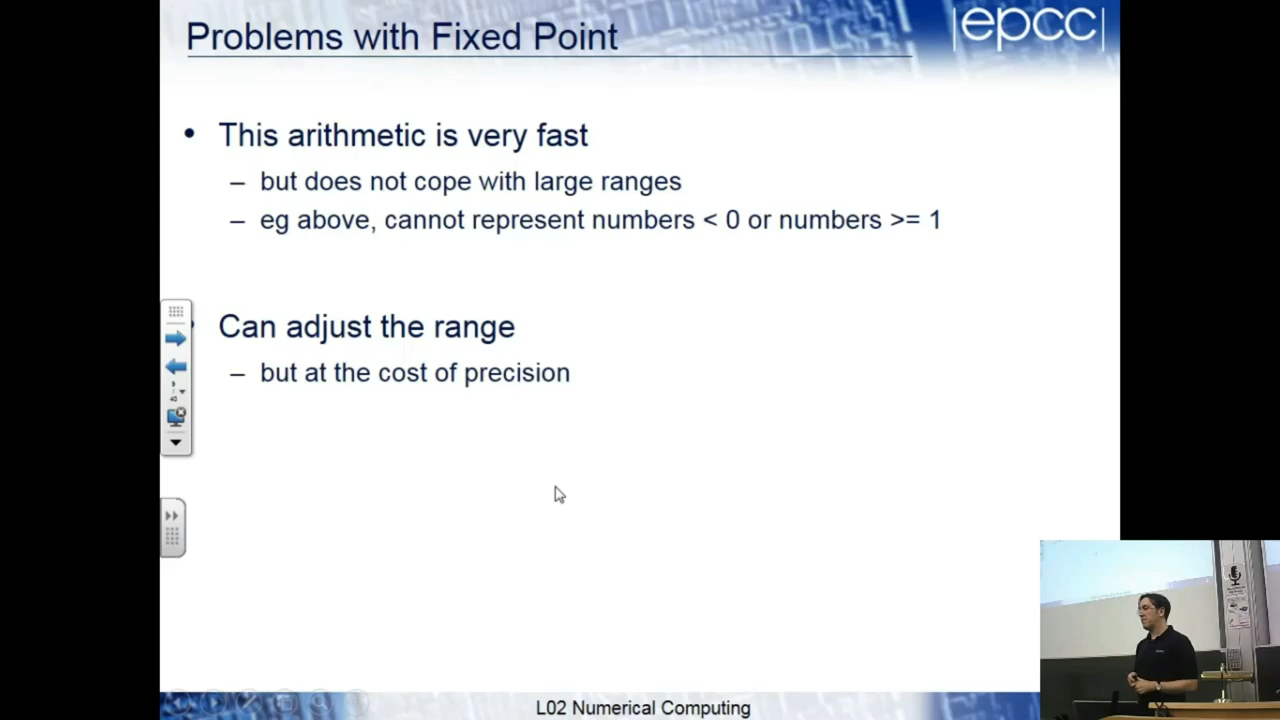 Problems with Fixed Point
|epcc|
• This arithmetic is very fast
– but does not cope with large ranges
– eg above, cannot represent numbers < 0 or numbers >= 1
Can adjust the range
– but at the cost of precision
9
/
40
L02 Numerical Computing